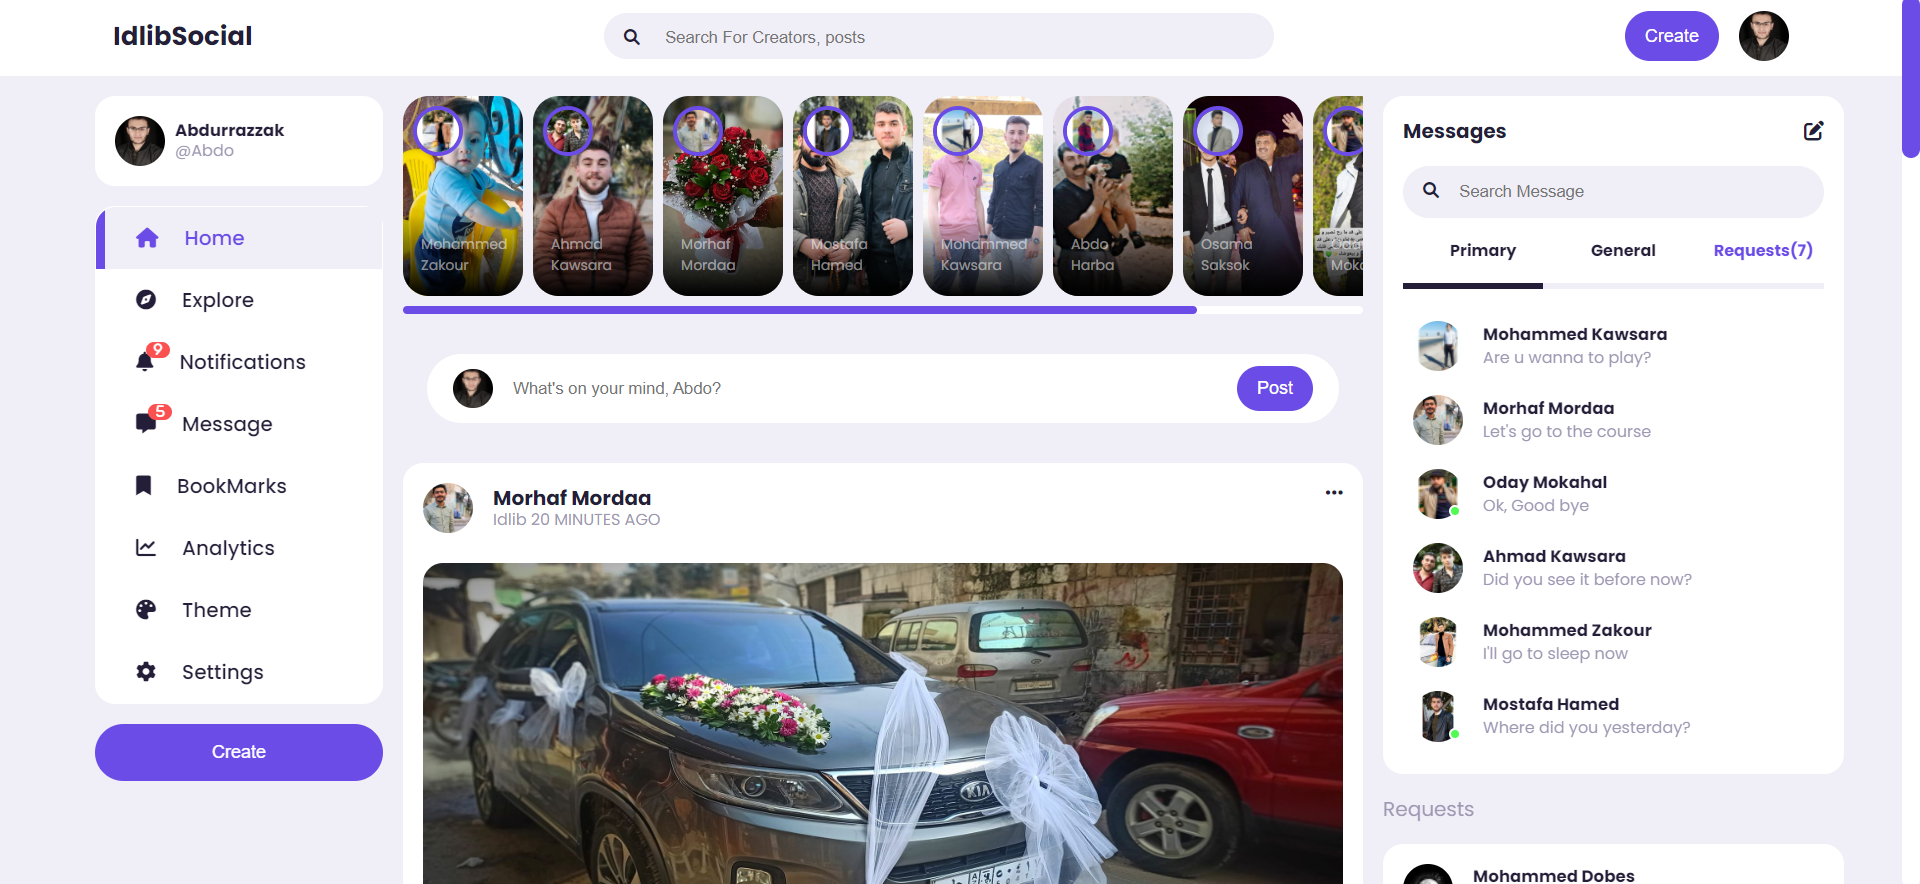 IdlibSocial
Search For Creators, posts
Create
Abdurrazzak
@Abdo
Home
Explore
9
Notifications
5
Message
BookMarks
Analytics
Theme
Settings
Create
Mohammed
Zakour
Ahmad
Kawsara
Morhaf
Mordaa
Mostafa
Hamed
Mohammed
Kawsara
Abdo
Harba
Osama
Saksok
What's on your mind, Abdo?
Post
Morhaf Mordaa
Idlib 20 MINUTES AGO
KIA
Messages
Search Message
Primary
General
Requests(7)
Mohammed Kawsara
Are u wanna to play?
Morhaf Mordaa
Let's go to the course
Oday Mokahal
Ok, Good bye
Ahmad Kawsara
Did you see it before now?
Mohammed Zakour
I'll go to sleep now
Mostafa Hamed
Where did you yesterday?
Requests
Mohammed Dobes